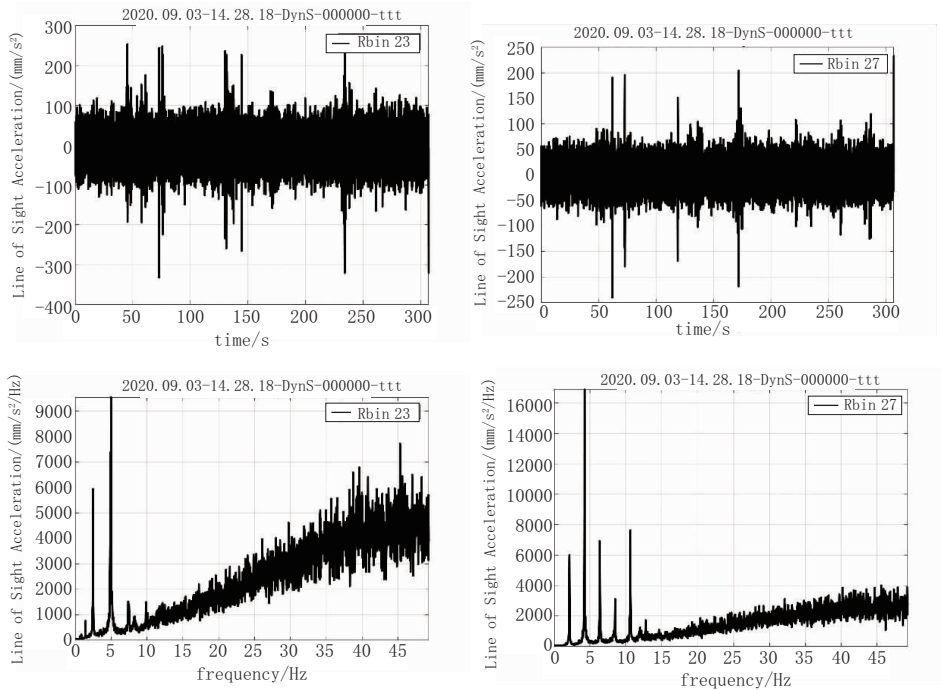 2020.09.03-14.28.18-DynS-000000-ttt
Line of Sight Acceleration/(mm/s²)
300
200
100
0
-100
-200
-300
-400
Rbin 23
0 50 100 150 200 250 300
time/s
2020.09.03-14.28.18-DynS-000000-ttt
Line of Sight Acceleration/(mm/s²)
250
200
150
100
50
0
-50
-100
-150
-200
-250
Rbin 27
0 50 100 150 200 250 300
time/s
2020.09.03-14.28.18-DynS-000000-ttt
Line of Sight Acceleration/(mm/s²/Hz)
9000
8000
7000
6000
5000
4000
3000
2000
1000
0
Rbin 23
0 5 10 15 20 25 30 35 40 45
frequency/Hz
2020.09.03-14.28.18-DynS-000000-ttt
Line of Sight Acceleration/(mm/s²/Hz)
16000
14000
12000
10000
8000
6000
4000
2000
0
Rbin 27
0 5 10 15 20 25 30 35 40 45
frequency/Hz